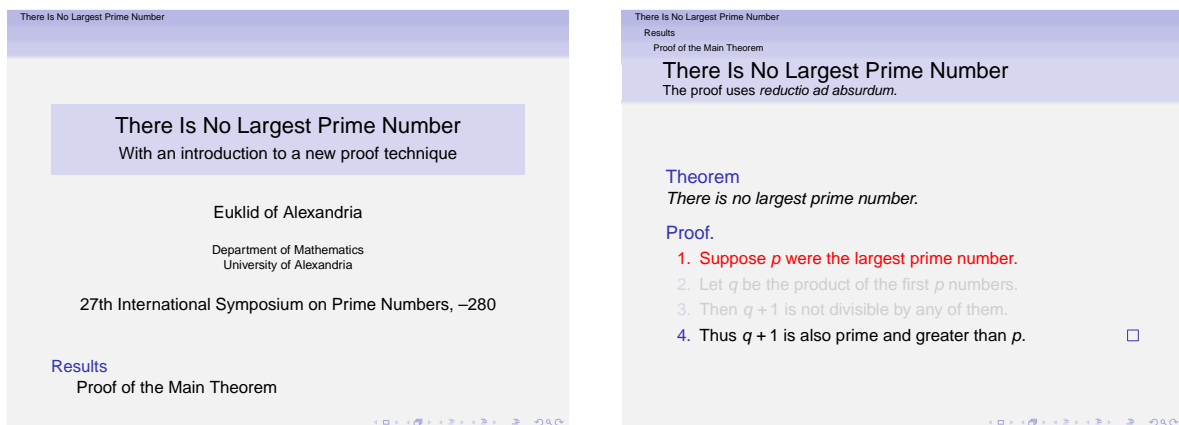 There Is No Largest Prime Number
There Is No Largest Prime Number
With an introduction to a new proof technique
Euklid of Alexandria
Department of Mathematics
University of Alexandria
27th International Symposium on Prime Numbers, –280
Results
Proof of the Main Theorem
There Is No Largest Prime Number
Results
Proof of the Main Theorem
There Is No Largest Prime Number
The proof uses reductio ad absurdum.
Theorem
There is no largest prime number.
Proof.
1. Suppose p were the largest prime number.
2. Let q be the product of the first p numbers.
3. Then q + 1 is not divisible by any of them.
4. Thus q + 1 is also prime and greater than p.